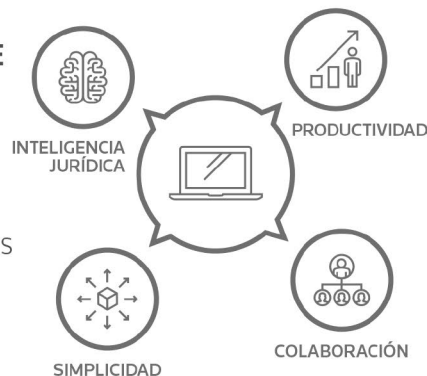 E
PRODUCTIVIDAD
INTELIGENCIA
JURÍDICA
S
COLABORACIÓN
SIMPLICIDAD